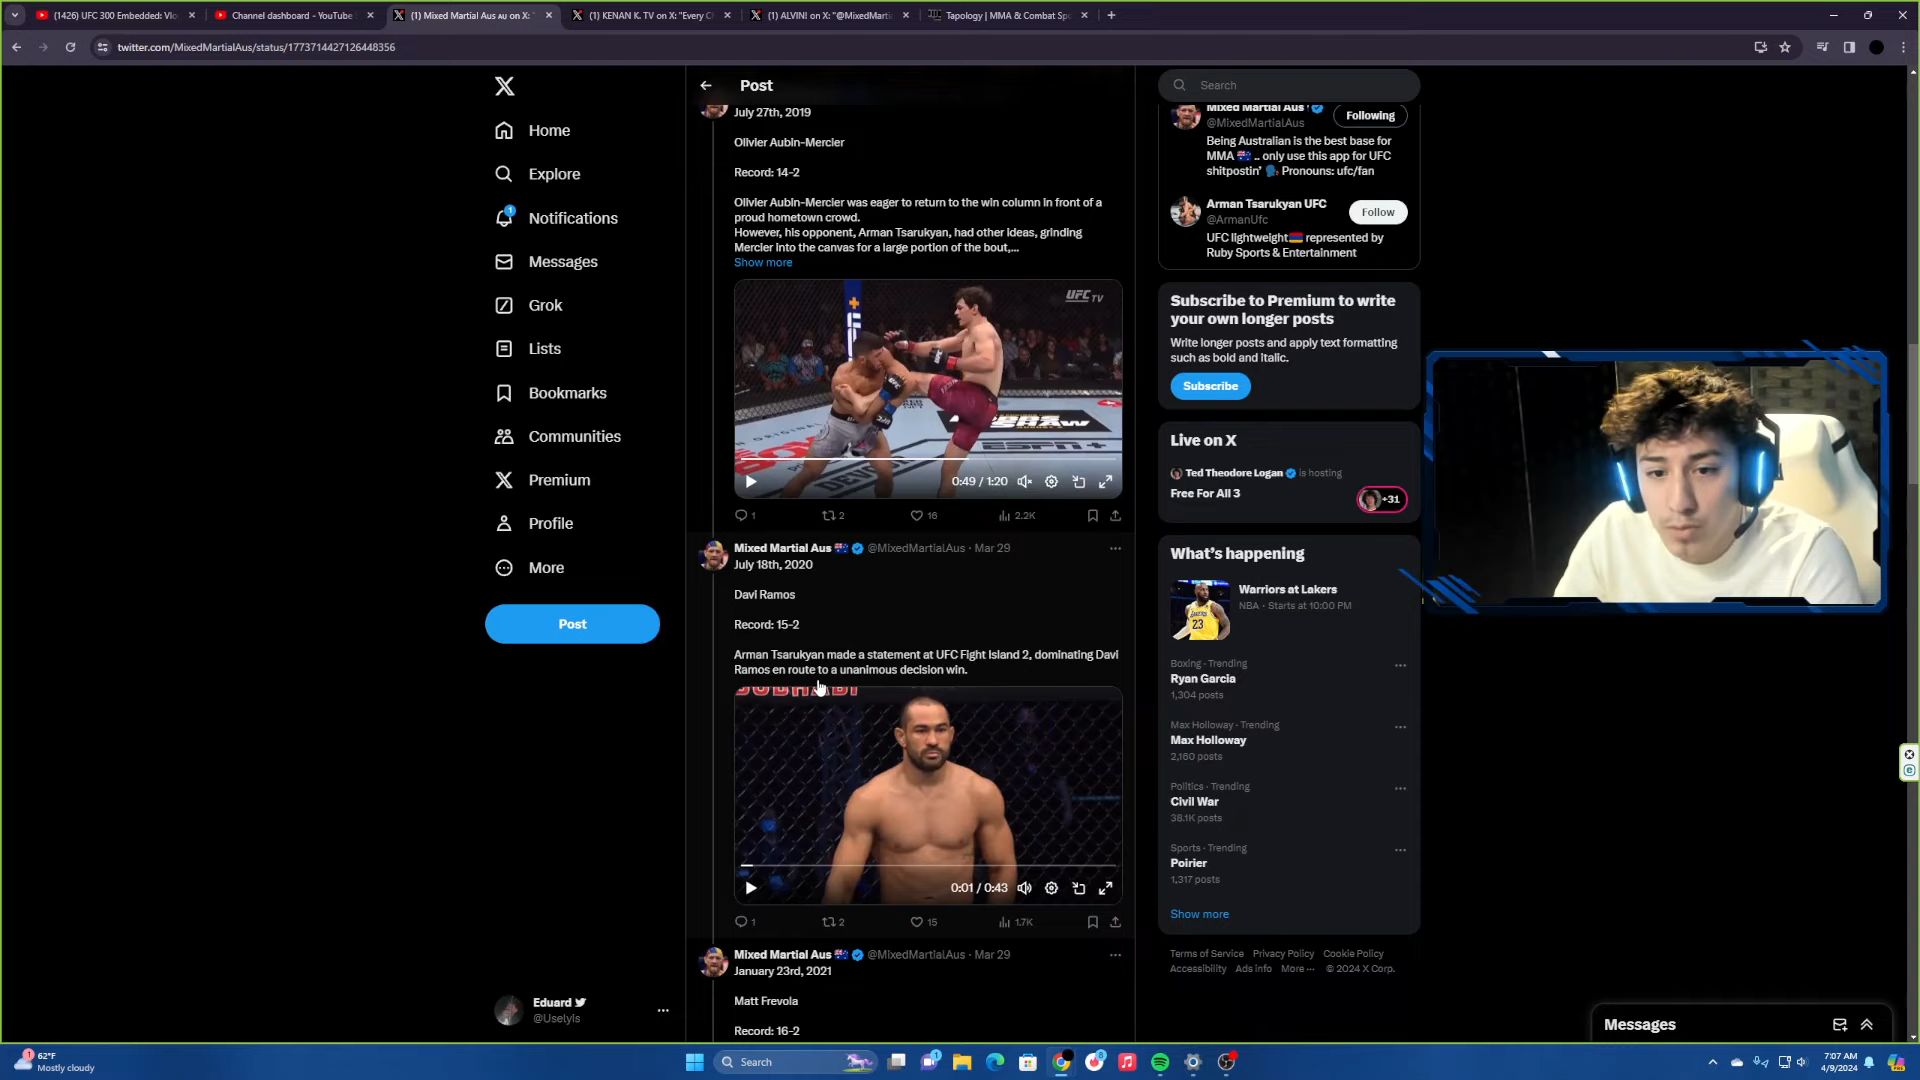 (1426) UFC 300 Embedded: Vlo
Channel dashboard - YouTube
(1) Mixed Martial Aus AU on X: "
(1) KENAN K. TV on X: "Every C
(1) ALVIN! on X: "@MixedMartia
Tapology | MMA & Combat Spo
twitter.com/MixedMartialAus/status/1773714427126448356
Home
Explore
1
Notifications
Messages
Grok
Lists
Bookmarks
Communities
Premium
Profile
More
Post
Eduard
@Uselyls
Post
July 27th, 2019
Olivier Aubin-Mercier
Record: 14-2
Olivier Aubin-Mercier was eager to return to the win column in front of a
proud hometown crowd.
However, his opponent, Arman Tsarukyan, had other ideas, grinding
Mercier into the canvas for a large portion of the bout,...
Show more
UFC TV
ESPN+
0:49 / 1:20
1 2 16 2.2K
Mixed Martial Aus 🇦🇺 @MixedMartialAus · Mar 29
July 18th, 2020
Davi Ramos
Record: 15-2
Arman Tsarukyan made a statement at UFC Fight Island 2, dominating Davi
Ramos en route to a unanimous decision win.
0:01 / 0:43
1 2 15 1.7K
Mixed Martial Aus 🇦🇺 @MixedMartialAus · Mar 29
January 23rd, 2021
Matt Frevola
Record: 16-2
Search
Mixed Martial Aus
@MixedMartialAus
Following
Being Australian is the best base for
MMA 🇦🇺 .. only use this app for UFC
shitpostin' 🗣️ Pronouns: ufc/fan
Arman Tsarukyan UFC
@ArmanUfc
Follow
UFC lightweight🇦🇲 represented by
Ruby Sports & Entertainment
Subscribe to Premium to write
your own longer posts
Write longer posts and apply text formatting
such as bold and italic.
Subscribe
Live on X
Ted Theodore Logan is hosting
Free For All 3
+31
What's happening
Warriors at Lakers
NBA · Starts at 10:00 PM
Boxing · Trending
Ryan Garcia
1,304 posts
Max Holloway · Trending
Max Holloway
2,160 posts
Politics · Trending
Civil War
38.1K posts
Sports · Trending
Poirier
1,317 posts
Show more
Terms of Service Privacy Policy Cookie Policy
Accessibility Ads info More ··· © 2024 X Corp.
Messages
1
62°F
Mostly cloudy
Search
7:07 AM
4/9/2024